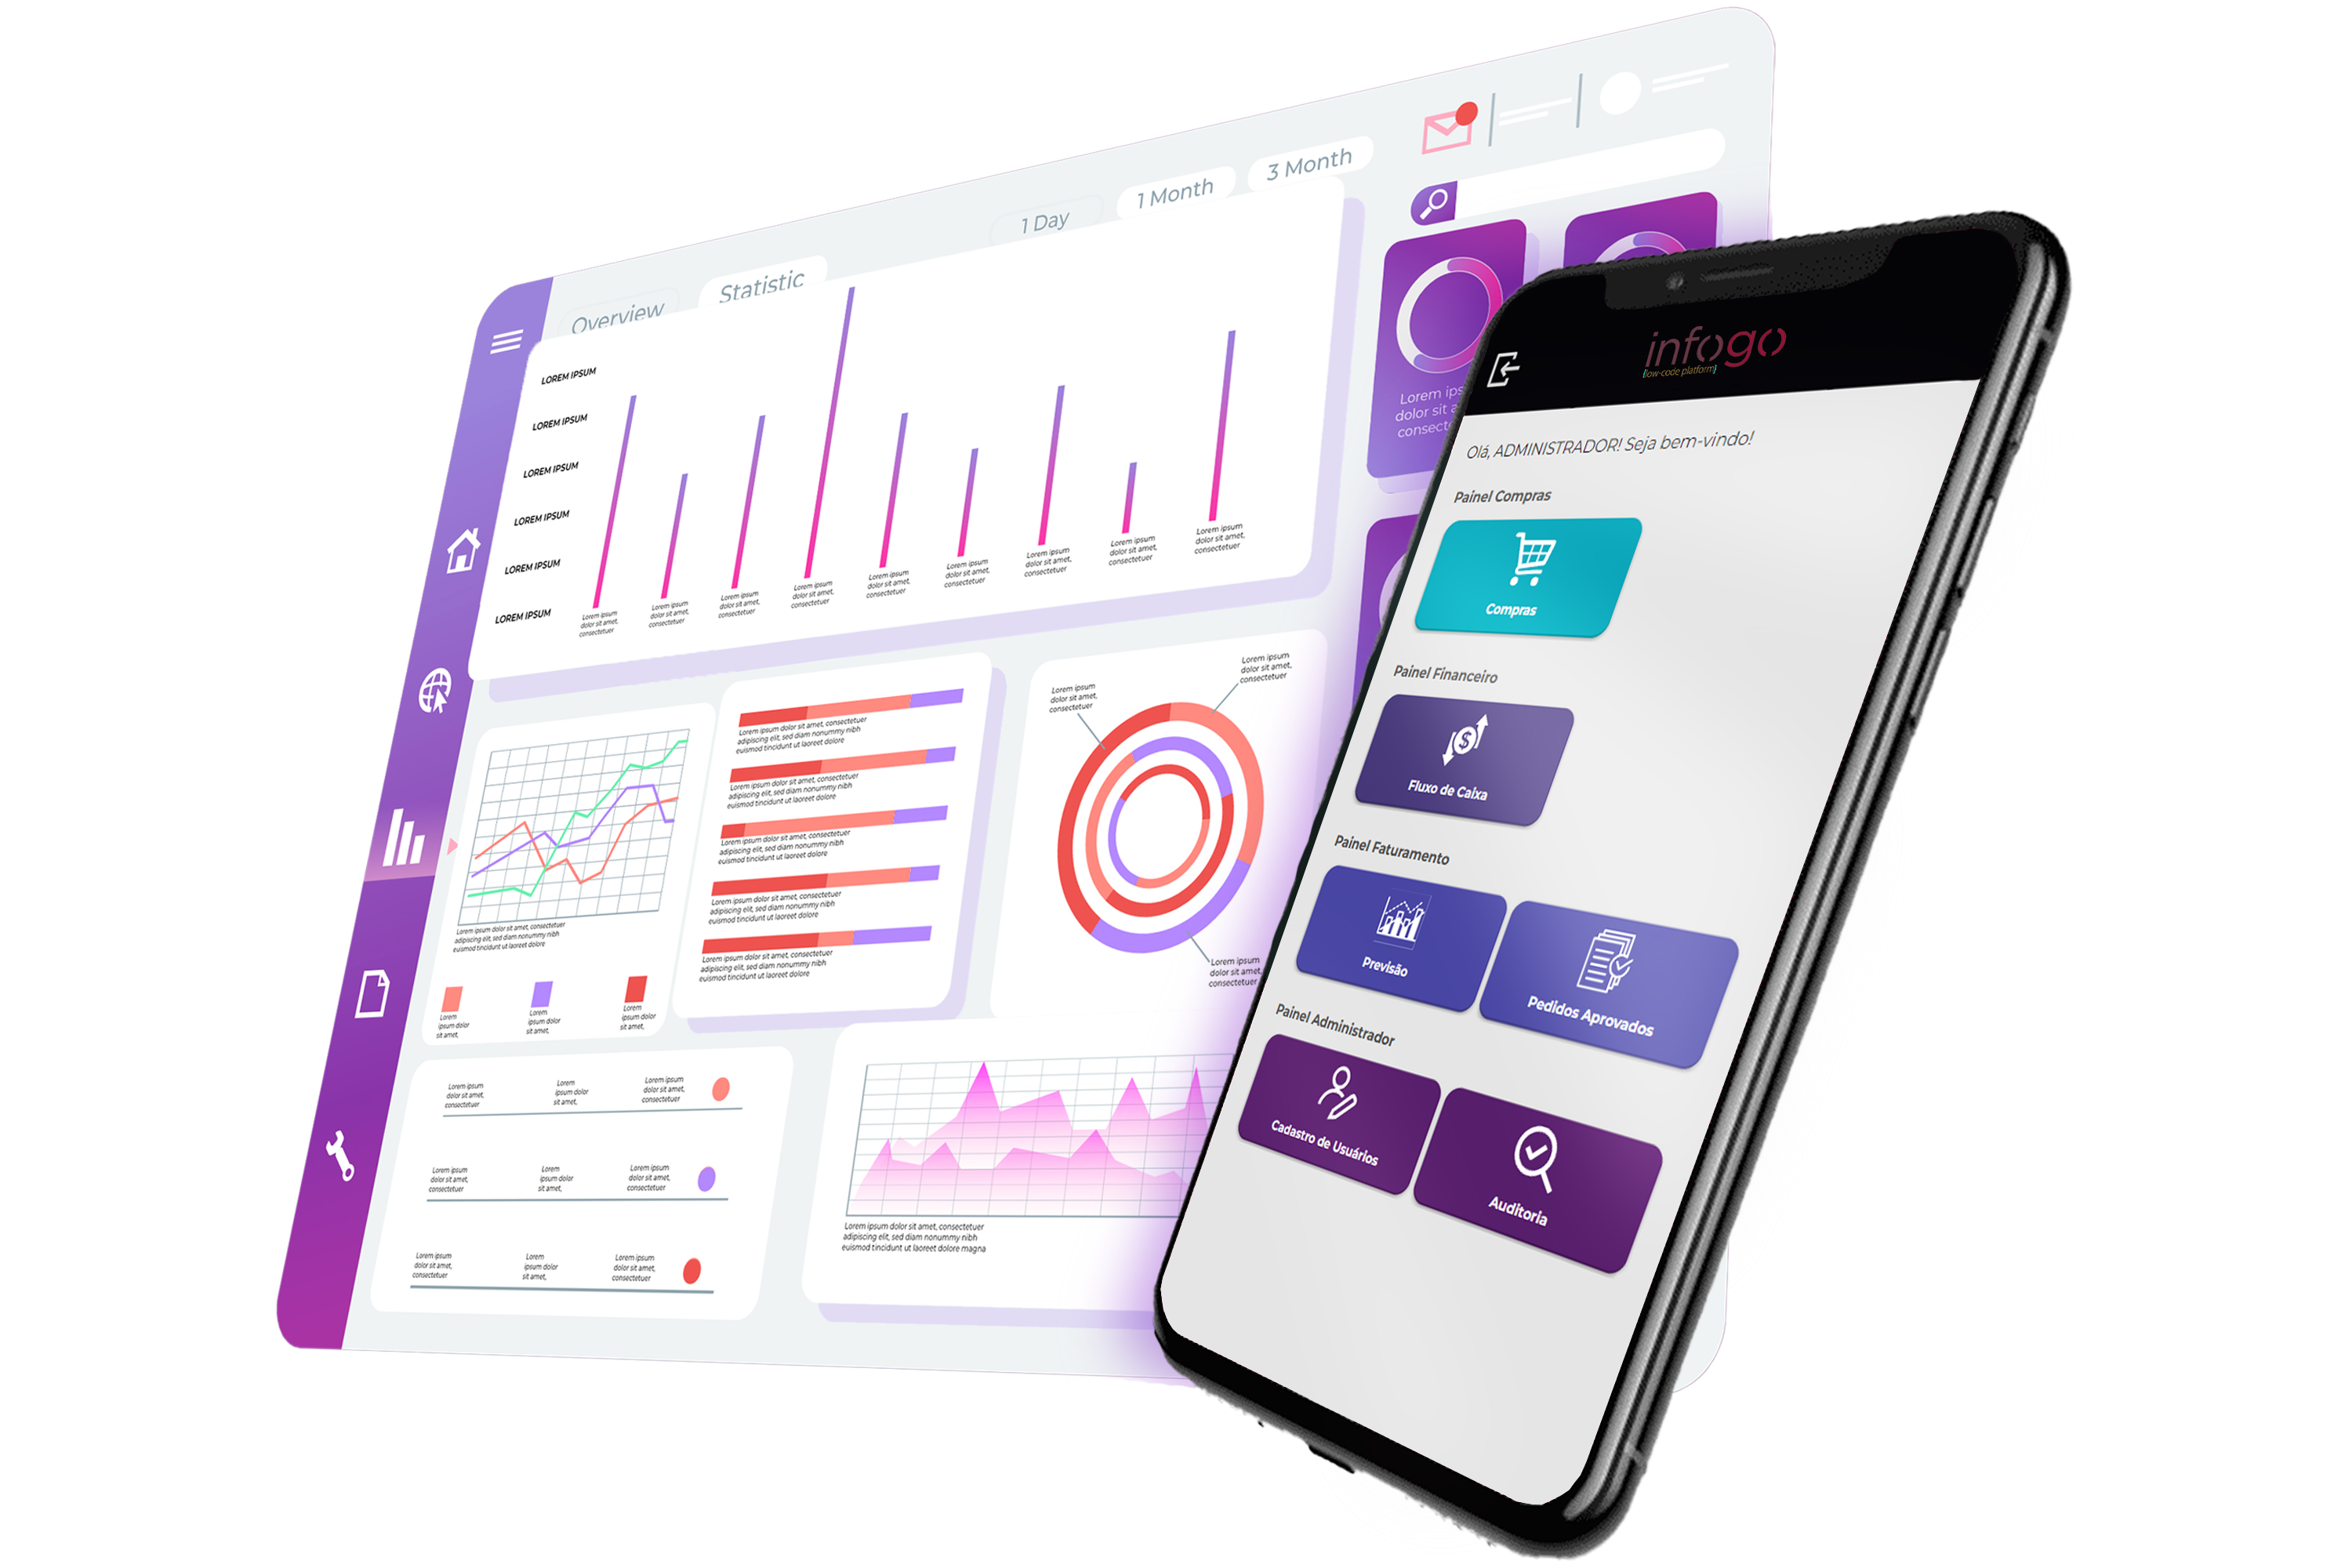 Overview
Statistic
1 Day
1 Month
3 Month
LOREM IPSUM
LOREM IPSUM
LOREM IPSUM
LOREM IPSUM
LOREM IPSUM
LOREM IPSUM
Lorem ipsum
dolor sit amet,
consectetuer
Lorem ipsum
dolor sit amet,
consectetuer
Lorem ipsum
dolor sit amet,
consectetuer
Lorem ipsum
dolor sit amet,
consectetuer
Lorem ipsum
dolor sit amet,
consectetuer
Lorem ipsum
dolor sit amet,
consectetuer
Lorem ipsum
dolor sit amet,
consectetuer
Lorem ipsum
dolor sit amet,
consectetuer
Lorem ipsum
dolor sit amet,
consectetuer
Lorem
dolor sit
Lorem ipsum dolor sit amet, consectetuer
adipiscing elit, sed diam nonummy nibh
euismod tincidunt ut laoreet dolore
Lorem
ipsum dolor
sit amet,
Lorem
ipsum dolor
sit amet,
Lorem
ipsum dolor
sit amet,
Lorem ipsum dolor sit amet, consectetuer
adipiscing elit, sed diam nonummy nibh
euismod tincidunt ut laoreet dolore
Lorem ipsum dolor sit amet, consectetuer
adipiscing elit, sed diam nonummy nibh
euismod tincidunt ut laoreet dolore
Lorem ipsum dolor sit amet, consectetuer
adipiscing elit, sed diam nonummy nibh
euismod tincidunt ut laoreet dolore
Lorem ipsum dolor sit amet, consectetuer
adipiscing elit, sed diam nonummy nibh
euismod tincidunt ut laoreet dolore
Lorem ipsum dolor sit amet, consectetuer
adipiscing elit, sed diam nonummy nibh
euismod tincidunt ut laoreet dolore
Lorem ipsum
dolor sit amet,
consectetuer
Lorem ipsum
dolor sit amet,
consectetuer
Lorem ipsum
dolor sit amet,
consectetuer
Lorem ipsum
dolor sit amet,
consectetuer
Lorem
ipsum dolor
sit amet,
Lorem ipsum
dolor sit amet,
consectetuer
Lorem ipsum
dolor sit amet,
consectetuer
Lorem
ipsum dolor
sit amet,
Lorem ipsum
dolor sit amet,
consectetuer
Lorem ipsum
dolor sit amet,
consectetuer
Lorem
ipsum dolor
sit amet,
Lorem ipsum
dolor sit amet,
consectetuer
Lorem ipsum dolor sit amet, consectetuer
adipiscing elit, sed diam nonummy nibh
euismod tincidunt ut laoreet dolore magna
infogo
{low-code platform}
Olá, ADMINISTRADOR! Seja bem-vindo!
Painel Compras
Compras
Painel Financeiro
$
Fluxo de Caixa
Painel Faturamento
Previsão
Pedidos Aprovados
Painel Administrador
Cadastro de Usuários
Auditoria